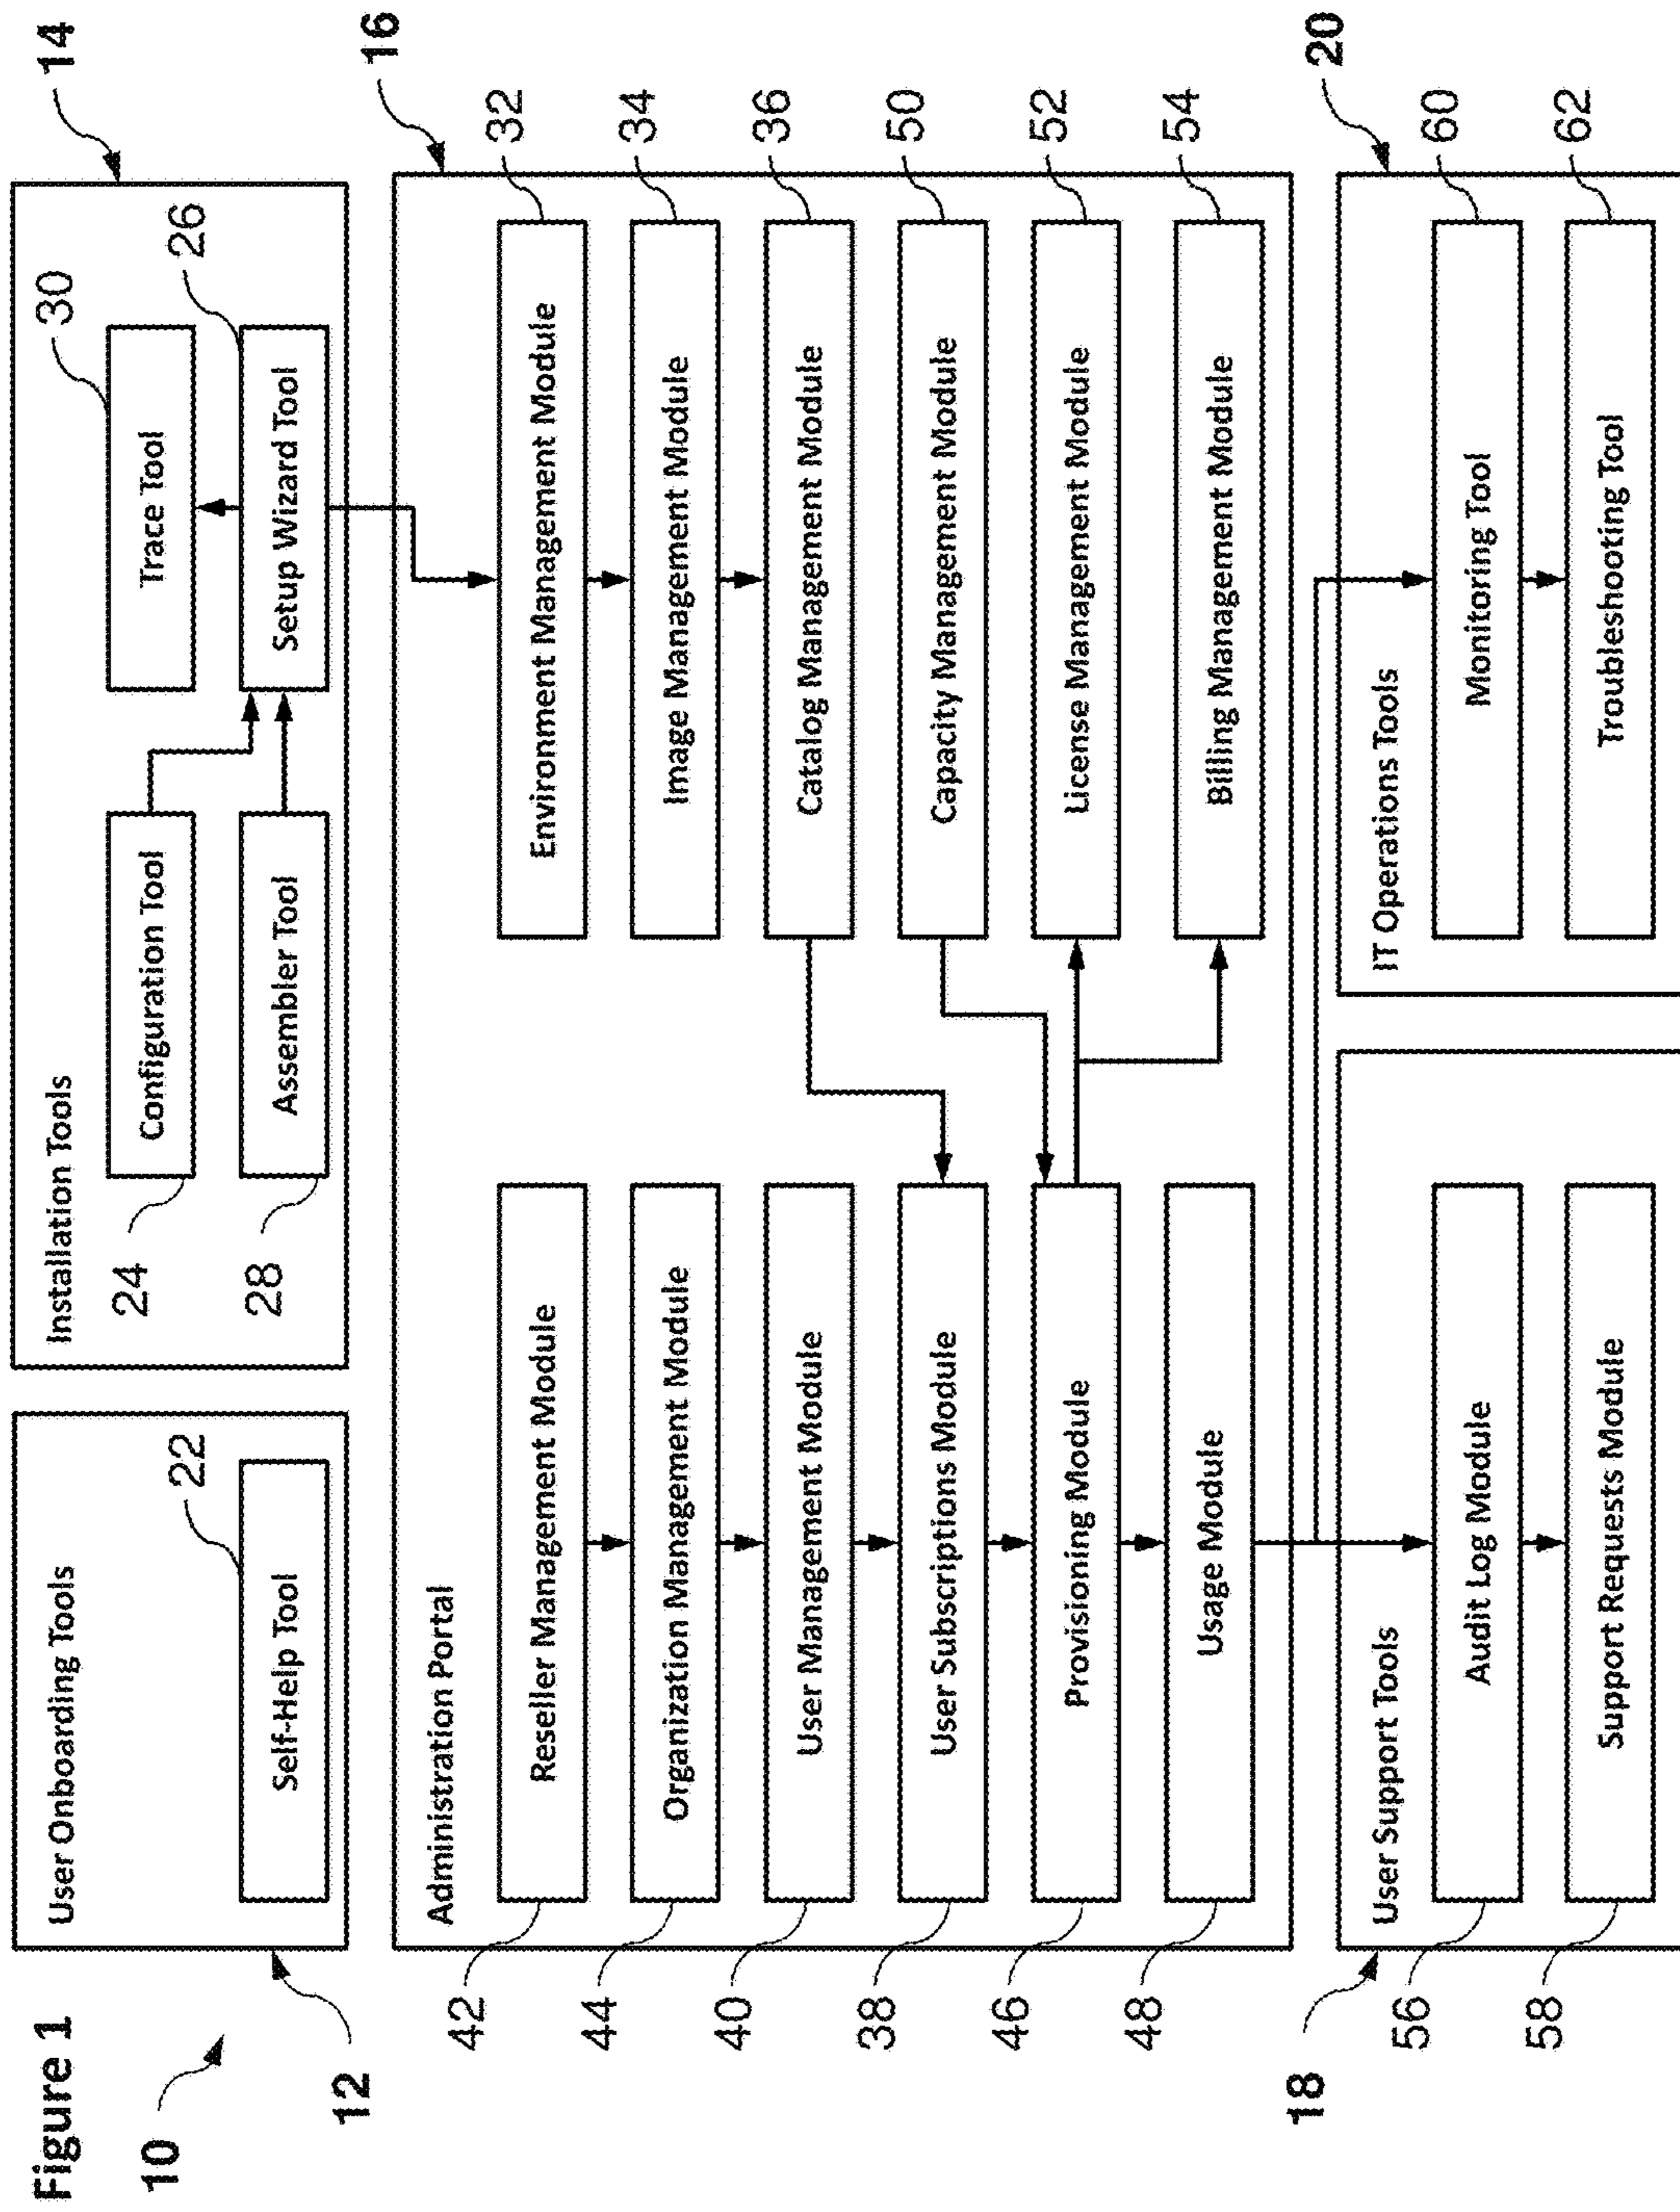 Figure 1
10
12
User Onboarding Tools
22
Self-Help Tool
14
Installation Tools
24
Configuration Tool
30
Trace Tool
28
Assembler Tool
26
Setup Wizard Tool
16
Administration Portal
42
Reseller Management Module
Environment Management Module
32
44
Organization Management Module
Image Management Module
34
40
User Management Module
Catalog Management Module
36
38
User Subscriptions Module
Capacity Management Module
50
46
Provisioning Module
License Management Module
52
48
Usage Module
Billing Management Module
54
18
User Support Tools
56
Audit Log Module
58
Support Requests Module
20
IT Operations Tools
Monitoring Tool
60
Troubleshooting Tool
62